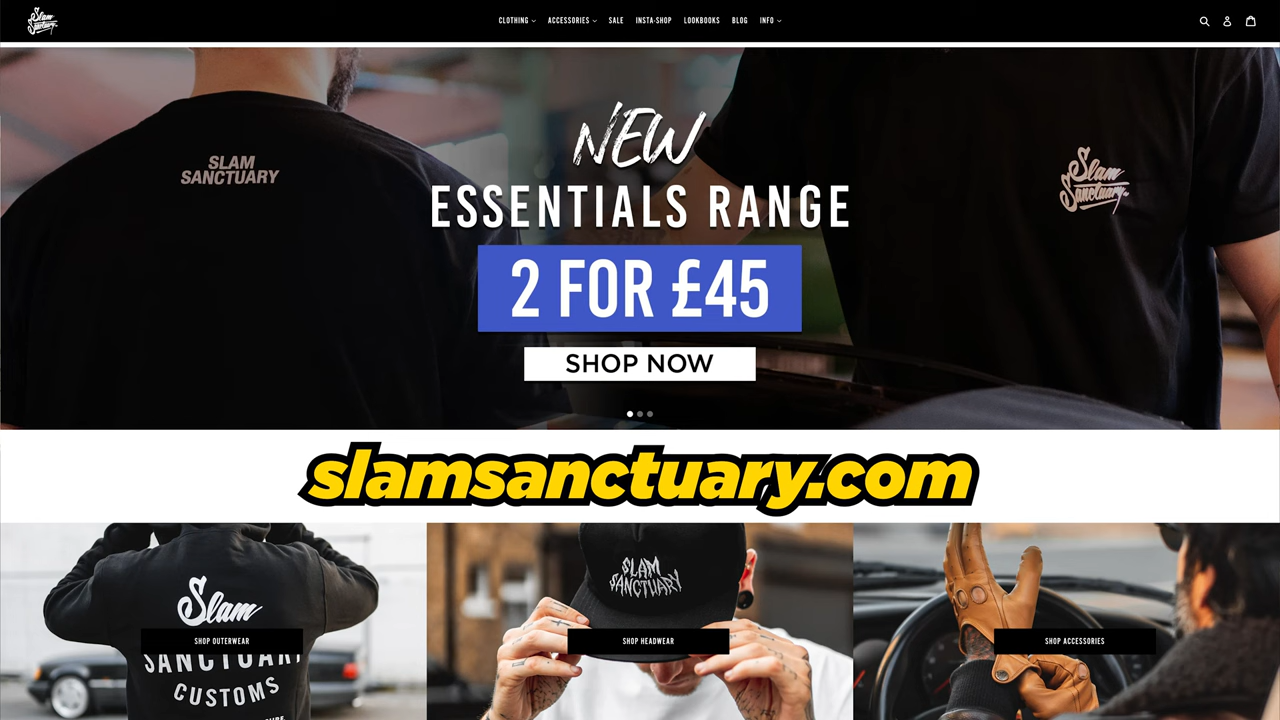 Slam
Sanctuary
CLOTHING
ACCESSORIES
SALE
INSTA-SHOP
LOOKBOOKS
BLOG
INFO
SLAM
SANCTUARY
NEW
ESSENTIALS RANGE
2 FOR £45
SHOP NOW
Slam
Sanctuary
slamsanctuary.com
Slam
SHOP OUTERWEAR
SANCTUARY
CUSTOMS
SLAM
SANCTUARY
SHOP HEADWEAR
SHOP ACCESSORIES